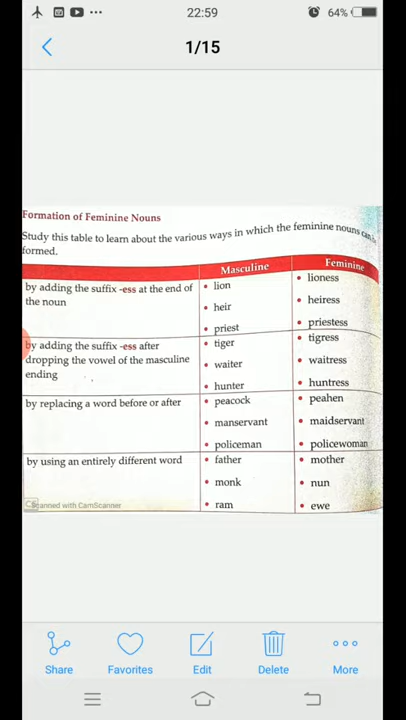 22:59
64%
1/15
Formation of Feminine Nouns
Study this table to learn about the various ways in which the feminine nouns can be
formed.
Masculine Feminine
by adding the suffix -ess at the end of the noun
• lion • lioness
• heir • heiress
• priest • priestess
by adding the suffix -ess after dropping the vowel of the masculine ending
• tiger • tigress
• waiter • waitress
• hunter • huntress
by replacing a word before or after
• peacock • peahen
• manservant • maidservant
• policeman • policewoman
by using an entirely different word
• father • mother
• monk • nun
• ram • ewe
CS Scanned with CamScanner
Share Favorites Edit Delete More